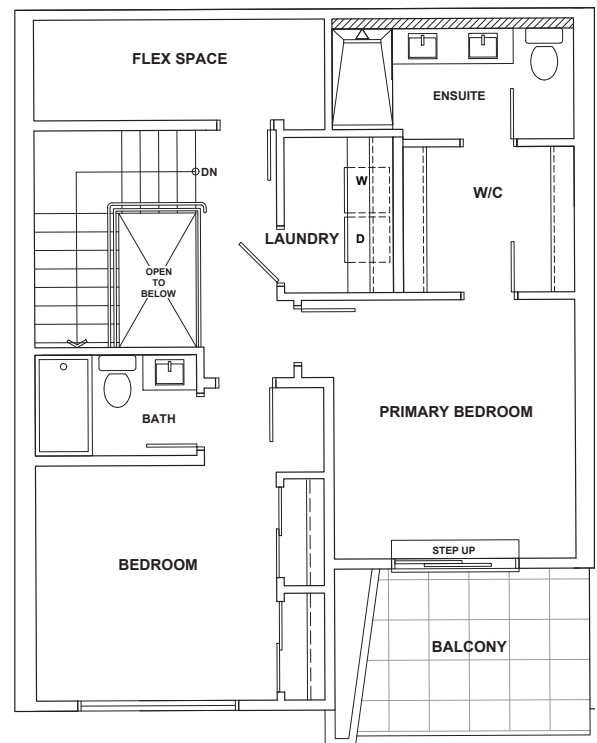 FLEX SPACE
ENSUITE
DN
W
W/C
LAUNDRY
D
OPEN
TO
BELOW
BATH
PRIMARY BEDROOM
STEP UP
BEDROOM
BALCONY